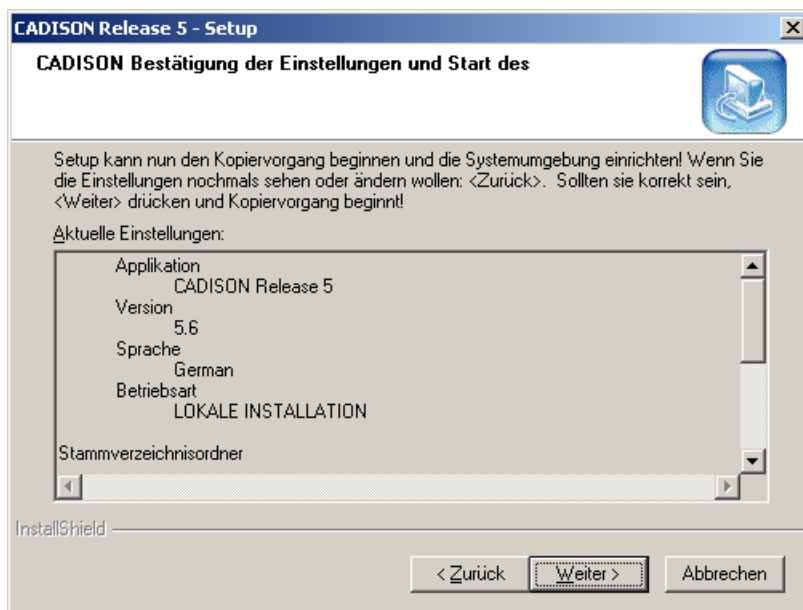 CADISON Release 5 - Setup
CADISON Bestätigung der Einstellungen und Start des
Setup kann nun den Kopiervorgang beginnen und die Systemumgebung einrichten! Wenn Sie
die Einstellungen nochmals sehen oder ändern wollen: <Zurück>.  Sollten sie korrekt sein,
<Weiter> drücken und Kopiervorgang beginnt!
Aktuelle Einstellungen:
Applikation
CADISON Release 5
Version
5.6
Sprache
German
Betriebsart
LOKALE INSTALLATION
Stammverzeichnisordner
InstallShield
< Zurück Weiter > Abbrechen